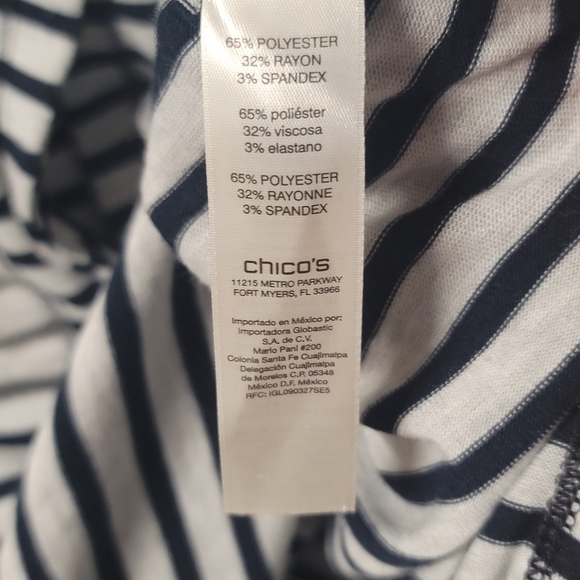 65% POLYESTER
32% RAYON
3% SPANDEX
65% poliéster
32% viscosa
3% elastano
65% POLYESTER
32% RAYONNE
3% SPANDEX
chico's
11215 METRO PARKWAY
FORT MYERS, FL 33966
Importado en México por:
Importadora Globastic
S.A. de C.V.
Mario Pani #200
Colonia Santa Fe Cuajimalpa
Delegación Cuajimalpa
de Morelos C.P. 05348
México D.F. México
RFC: IGL090327SE5